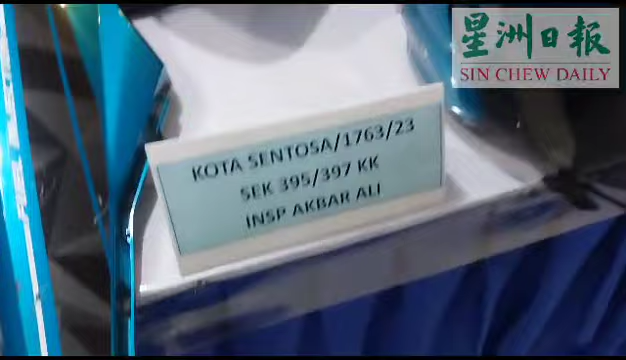 星洲日報
SIN CHEW DAILY
KOTA SENTOSA/1763/23
SEK 395/397 KK
INSP AKBAR ALI